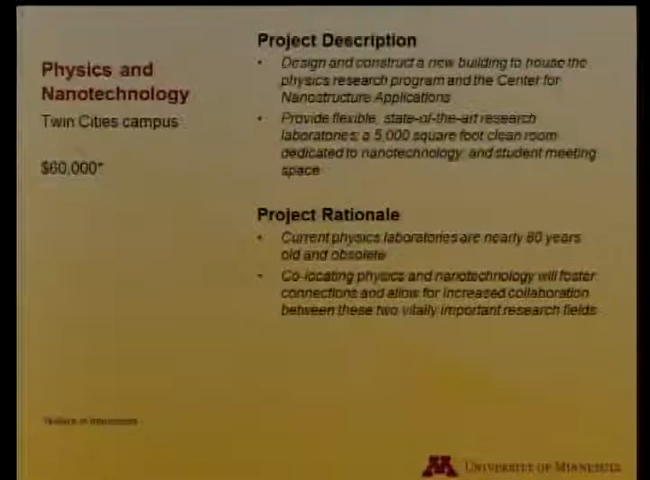 Physics and
Nanotechnology
Twin Cities campus
$60,000*
Project Description
• Design and construct a new building to house the
physics research program and the Center for
Nanostructure Applications
• Provide flexible, state-of-the-art research
laboratories; a 5,000 square foot clean room
dedicated to nanotechnology; and student meeting
space
Project Rationale
• Current physics laboratories are nearly 80 years
old and obsolete
• Co-locating physics and nanotechnology will foster
connections and allow for increased collaboration
between these two vitally important research fields
*Dollars in thousands
M
UNIVERSITY OF MINNESOTA